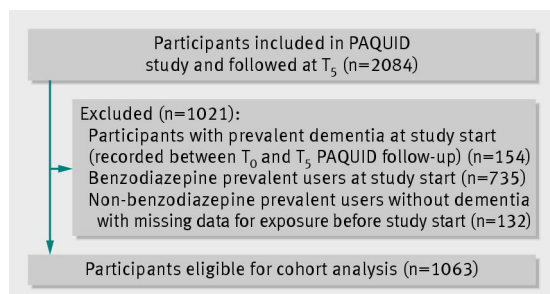 Participants included in PAQUID
study and followed at T5 (n=2084)
Excluded (n=1021):
Participants with prevalent dementia at study start
(recorded between T0 and T5 PAQUID follow-up) (n=154)
Benzodiazepine prevalent users at study start (n=735)
Non-benzodiazepine prevalent users without dementia
with missing data for exposure before study start (n=132)
Participants eligible for cohort analysis (n=1063)